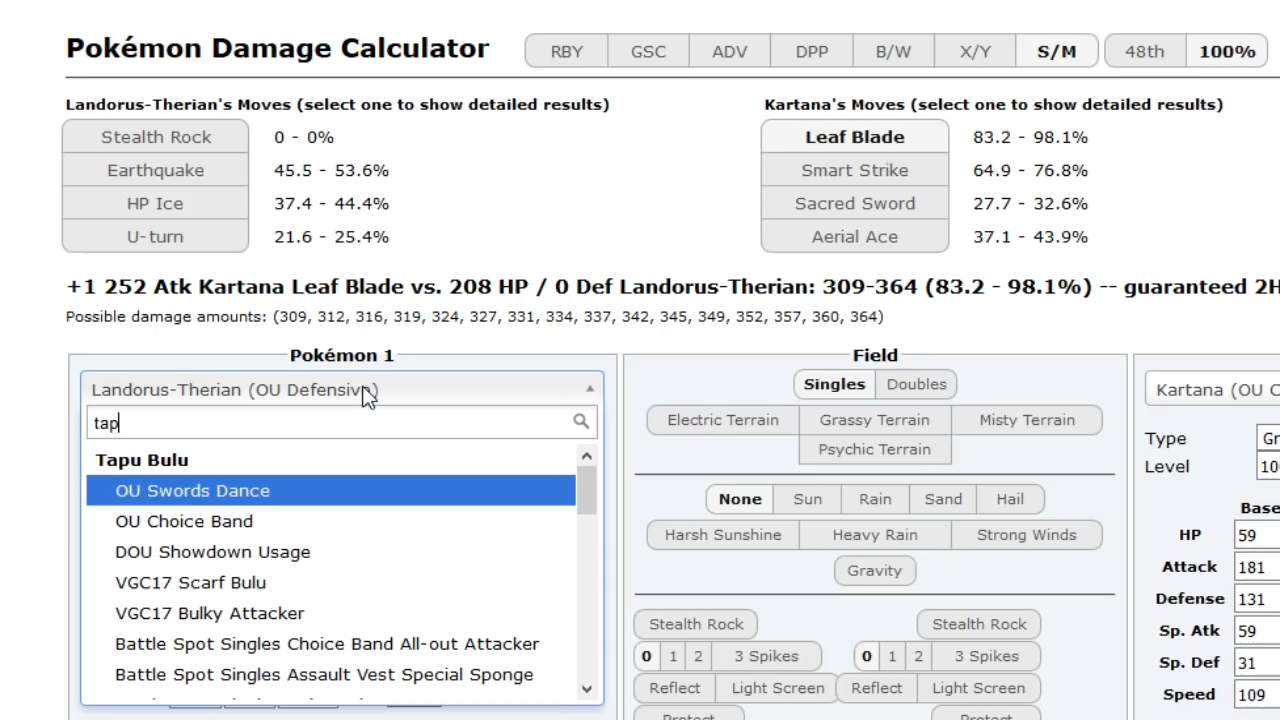 Pokémon Damage Calculator RBY GSC ADV DPP B/W X/Y S/M 48th 100%
Landorus-Therian's Moves (select one to show detailed results)
Stealth Rock 0 - 0%
Earthquake 45.5 - 53.6%
HP Ice 37.4 - 44.4%
U-turn 21.6 - 25.4%
Kartana's Moves (select one to show detailed results)
Leaf Blade 83.2 - 98.1%
Smart Strike 64.9 - 76.8%
Sacred Sword 27.7 - 32.6%
Aerial Ace 37.1 - 43.9%
+1 252 Atk Kartana Leaf Blade vs. 208 HP / 0 Def Landorus-Therian: 309-364 (83.2 - 98.1%) -- guaranteed 2H
Possible damage amounts: (309, 312, 316, 319, 324, 327, 331, 334, 337, 342, 345, 349, 352, 357, 360, 364)
Pokémon 1
Landorus-Therian (OU Defensive)
tap
Tapu Bulu
OU Swords Dance
OU Choice Band
DOU Showdown Usage
VGC17 Scarf Bulu
VGC17 Bulky Attacker
Battle Spot Singles Choice Band All-out Attacker
Battle Spot Singles Assault Vest Special Sponge
Field
Singles Doubles
Electric Terrain Grassy Terrain Misty Terrain
Psychic Terrain
None Sun Rain Sand Hail
Harsh Sunshine Heavy Rain Strong Winds
Gravity
Stealth Rock Stealth Rock
0 1 2 3 Spikes 0 1 2 3 Spikes
Reflect Light Screen Reflect Light Screen
Protect Protect
Kartana (OU C
Type Gr
Level 10
Base
HP 59
Attack 181
Defense 131
Sp. Atk 59
Sp. Def 31
Speed 109